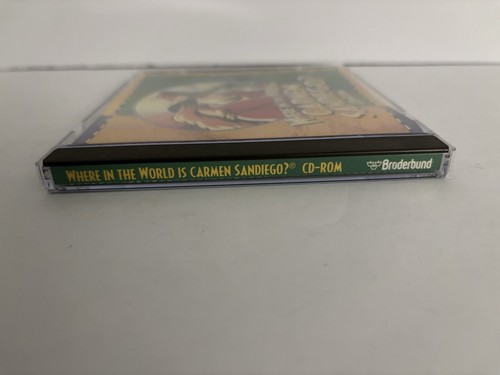 WHERE IN THE WORLD IS CARMEN SANDIEGO?® CD-ROM Brøderbund